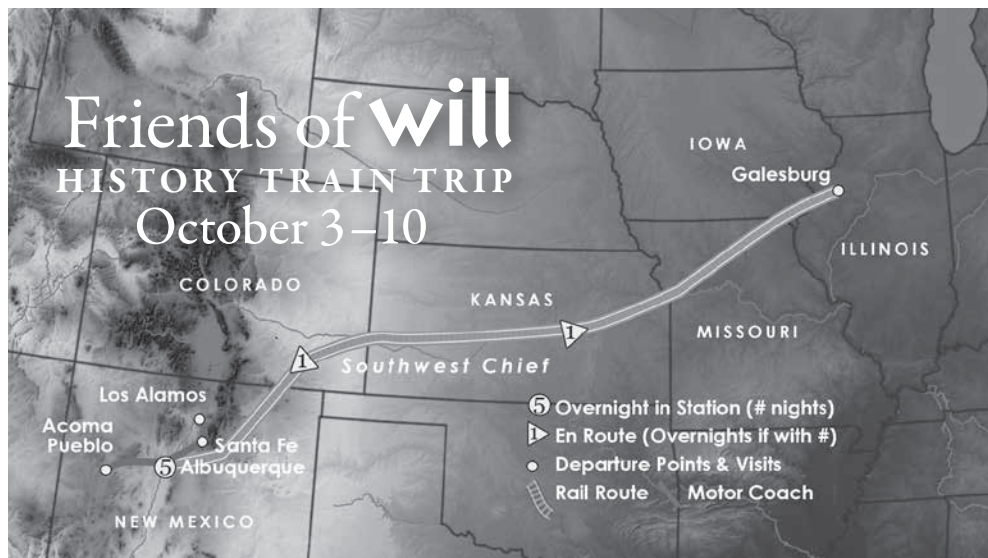 Friends of will
HISTORY TRAIN TRIP
October 3–10
IOWA
Galesburg
ILLINOIS
COLORADO
KANSAS
MISSOURI
1
1
Southwest Chief
Los Alamos
Acoma
Pueblo
Santa Fe
5 Albuquerque
NEW MEXICO
5 Overnight in Station (# nights)
1 En Route (Overnights if with #)
Departure Points & Visits
Rail Route Motor Coach